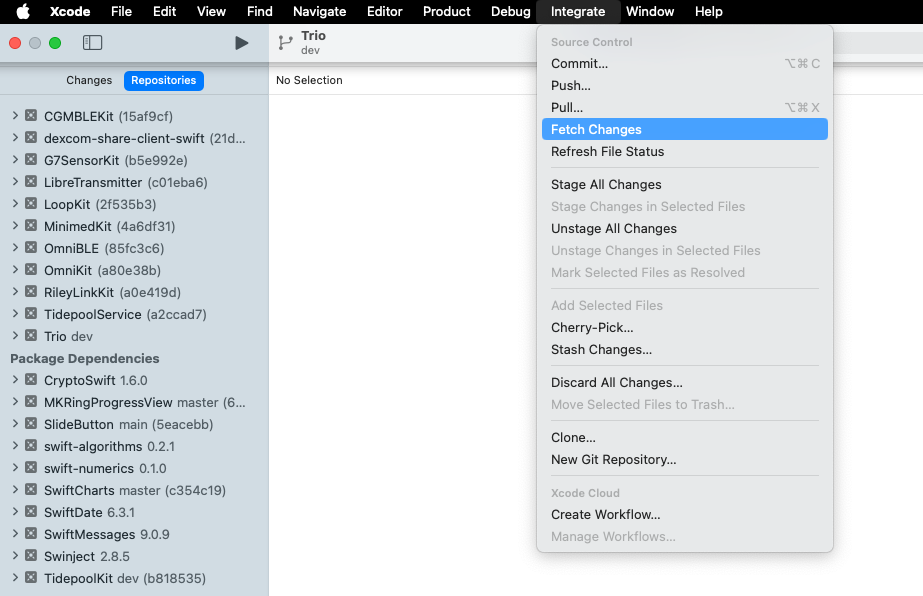 Xcode File Edit View Find Navigate Editor Product Debug Integrate Window Help
Trio
dev
Changes Repositories
No Selection
CGMBLEKit (15af9cf)
dexcom-share-client-swift (21d...
G7SensorKit (b5e992e)
LibreTransmitter (c01eba6)
LoopKit (2f535b3)
MinimedKit (4a6df31)
OmniBLE (85fc3c6)
OmniKit (a80e38b)
RileyLinkKit (a0e419d)
TidepoolService (a2ccad7)
Trio dev
Package Dependencies
CryptoSwift 1.6.0
MKRingProgressView master (6...
SlideButton main (5eacebb)
swift-algorithms 0.2.1
swift-numerics 0.1.0
SwiftCharts master (c354c19)
SwiftDate 6.3.1
SwiftMessages 9.0.9
Swinject 2.8.5
TidepoolKit dev (b818535)
Source Control
Commit... ⌥⌘C
Push...
Pull... ⌥⌘X
Fetch Changes
Refresh File Status
Stage All Changes
Stage Changes in Selected Files
Unstage All Changes
Unstage Changes in Selected Files
Mark Selected Files as Resolved
Add Selected Files
Cherry-Pick...
Stash Changes...
Discard All Changes...
Move Selected Files to Trash...
Clone...
New Git Repository...
Xcode Cloud
Create Workflow...
Manage Workflows...